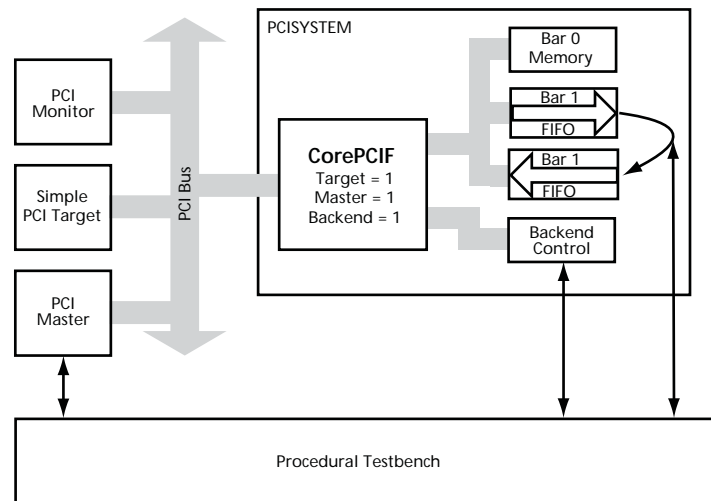 PCISYSTEM
PCI
Monitor
Simple
PCI Target
PCI
Master
PCI Bus
CorePCIF
Target = 1
Master = 1
Backend = 1
Bar 0
Memory
Bar 1
FIFO
Bar 1
FIFO
Backend
Control
Procedural Testbench